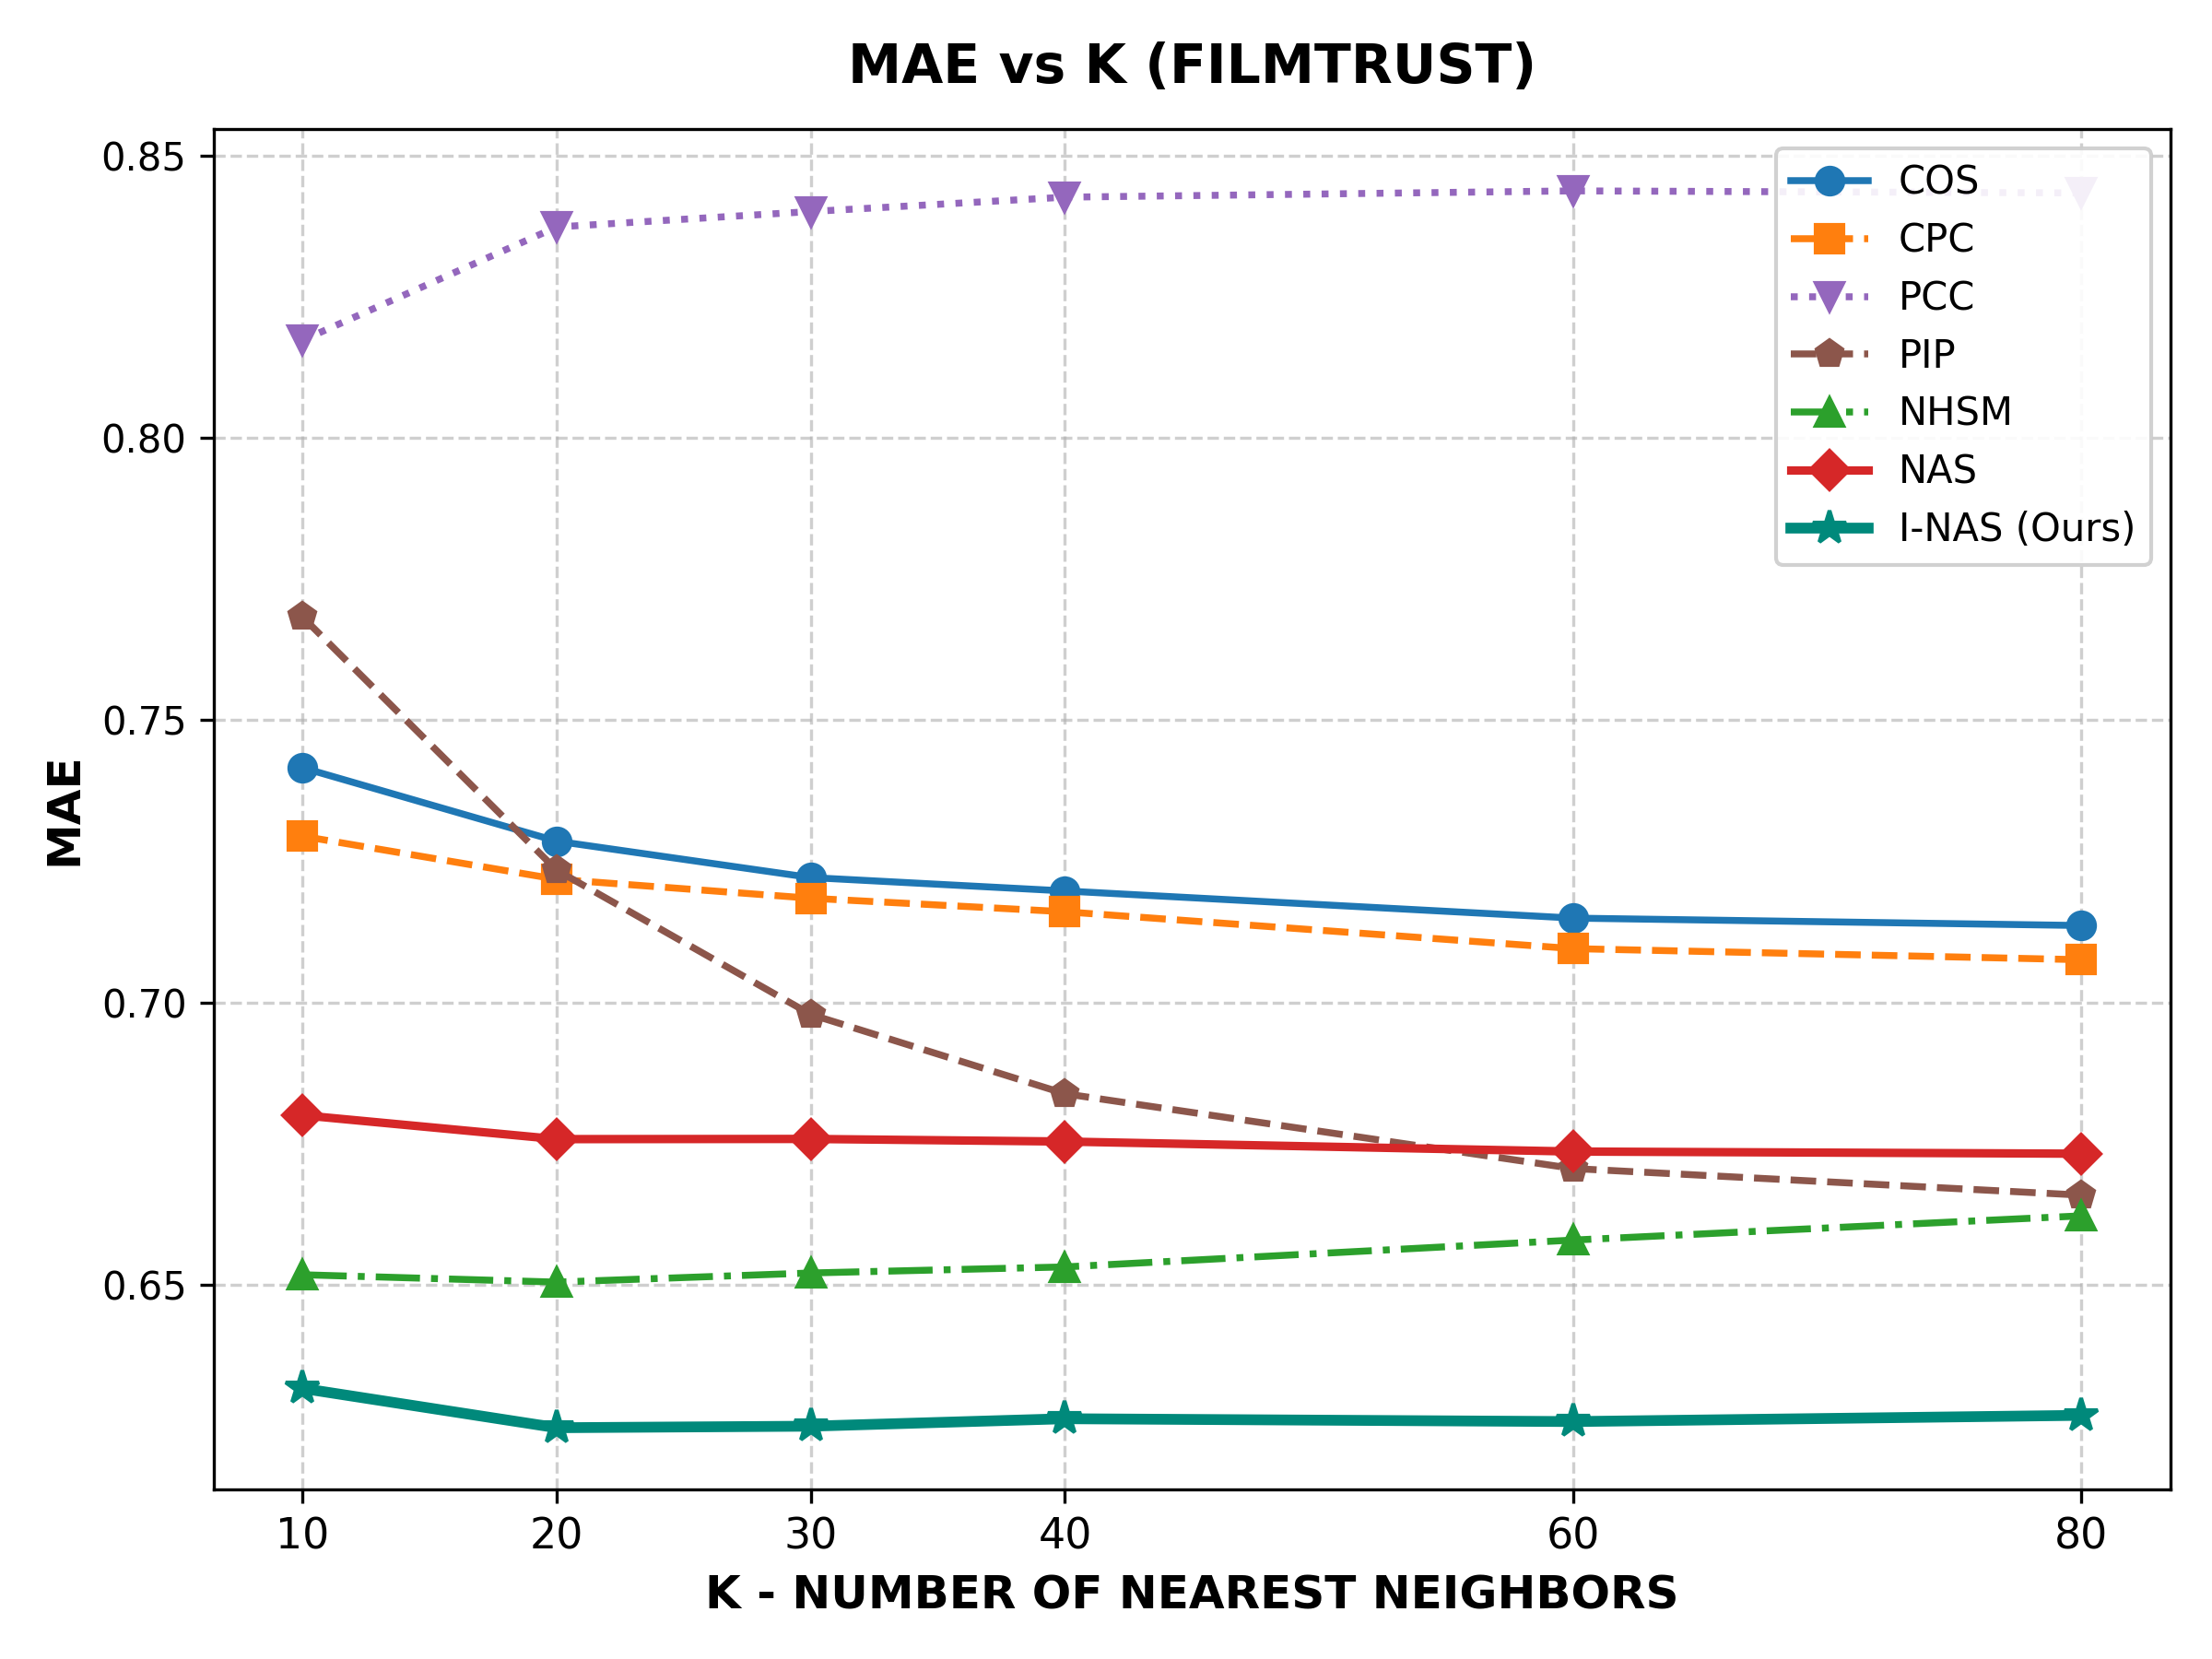 MAE vs K (FILMTRUST)
0.85
0.80
0.75
0.70
0.65
MAE
COS
CPC
PCC
PIP
NHSM
NAS
I-NAS (Ours)
10 20 30 40 60 80
K - NUMBER OF NEAREST NEIGHBORS